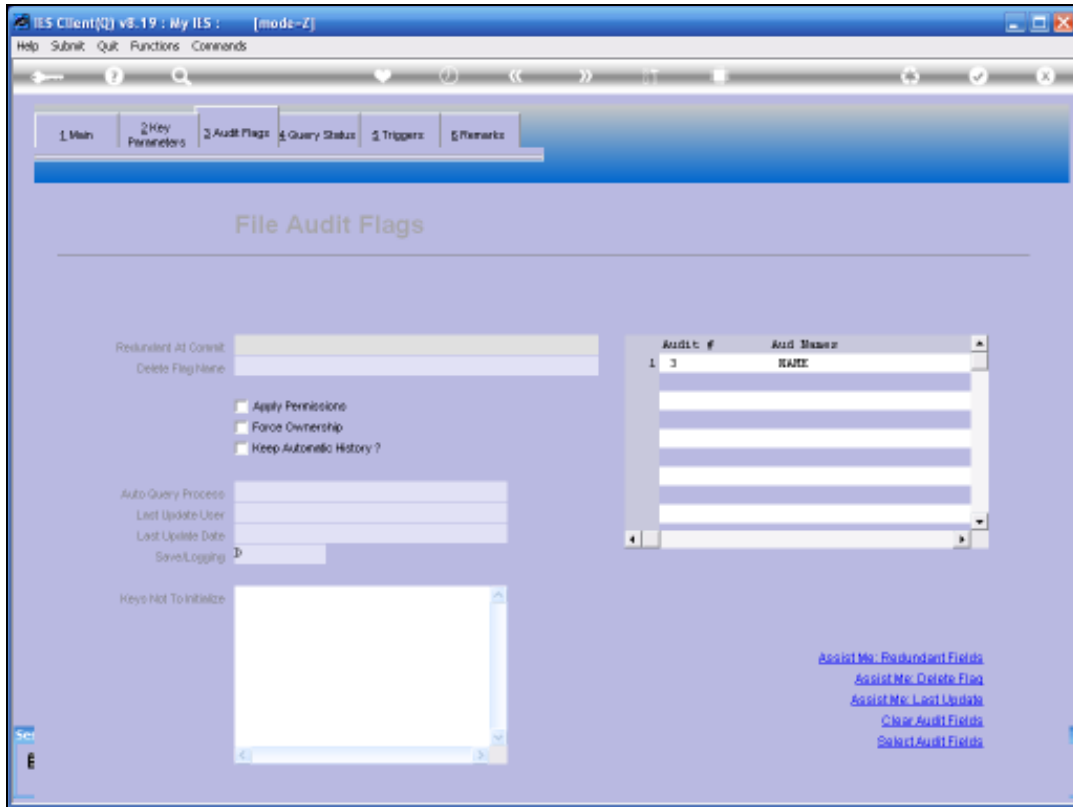 IES Client(Q) v8.19 : My IES : [mode-Z]
Help Submit Quit Functions Commands
1 Main
2 Key Parameters
3 Audit Flags
4 Query Status
5 Triggers
6 Remarks
File Audit Flags
Redundant At Commit
Delete Flag Name
Apply Permissions
Force Ownership
Keep Automatic History ?
Auto Query Process
Last Update User
Last Update Date
Save/Logging D
Keys Not To Initialize
Audit # Aud Names
1 3 NAME
Assist Me: Redundant Fields
Assist Me: Delete Flag
Assist Me: Last Update
Clear Audit Fields
Select Audit Fields